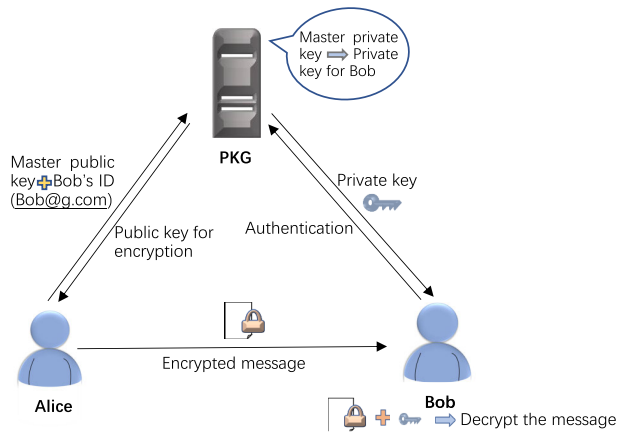 Master private
key Private
key for Bob
PKG
Master public
key Bob's ID
(Bob@g.com)
Private key
Public key for
encryption
Authentication
Encrypted message
Alice
Bob
Decrypt the message